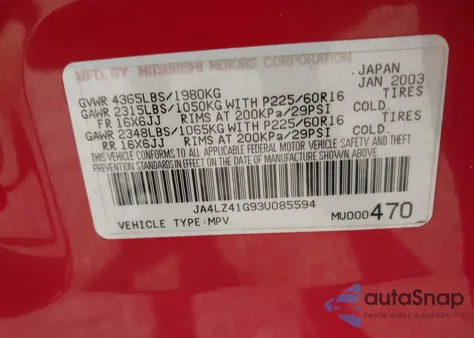 MFD. BY MITSUBISHI MOTORS CORPORATION
JAPAN
GVWR 4365LBS/1980KG JAN 2003
GAWR 2315LBS/1050KG WITH P225/60R16 TIRES
FR 16X6JJ RIMS AT 200KPa/29PSI COLD.
GAWR 2348LBS/1065KG WITH P225/60R16 TIRES
RR 16X6JJ RIMS AT 200KPa/29PSI COLD.
THIS VEHICLE CONFORMS TO ALL APPLICABLE FEDERAL MOTOR VEHICLE SAFETY AND THEFT
PREVENTION STANDARDS IN EFFECT ON THE DATE OF MANUFACTURE SHOWN ABOVE.
JA4LZ41G93U085594
VEHICLE TYPE:MPV MU000470
autoSnap